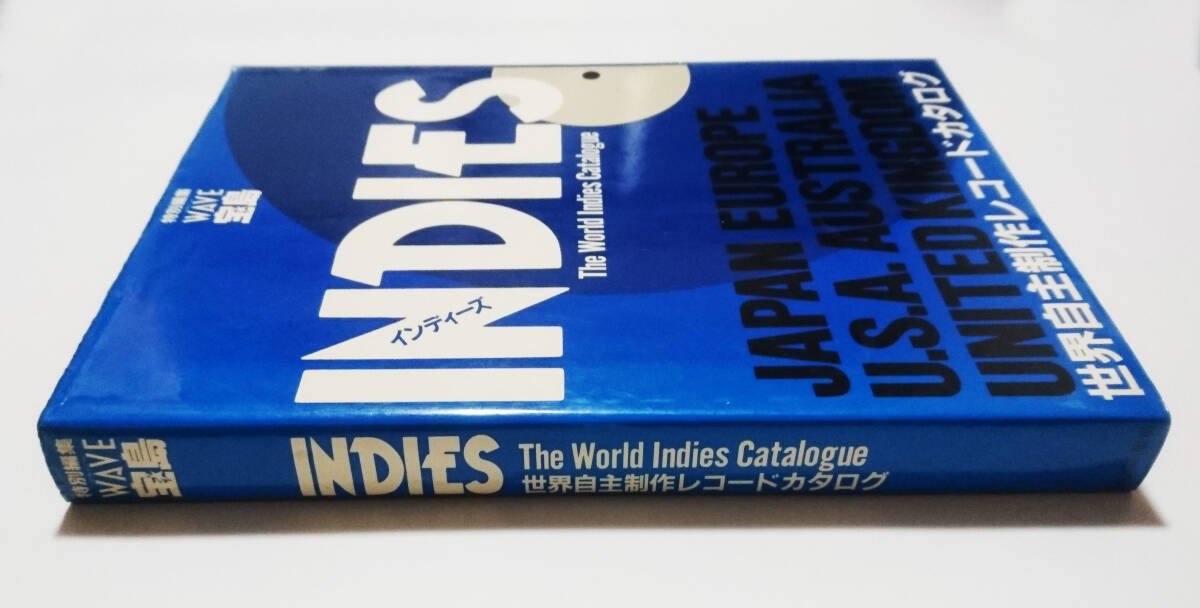 特別編集
WAVE
宝島
INDIES
インディーズ
The World Indies Catalogue
JAPAN EUROPE
U.S.A. AUSTRALIA
UNITED KINGDOM
世界自主制作レコードカタログ
特別編集
WAVE
宝島
INDIES
The World Indies Catalogue
世界自主制作レコードカタログ